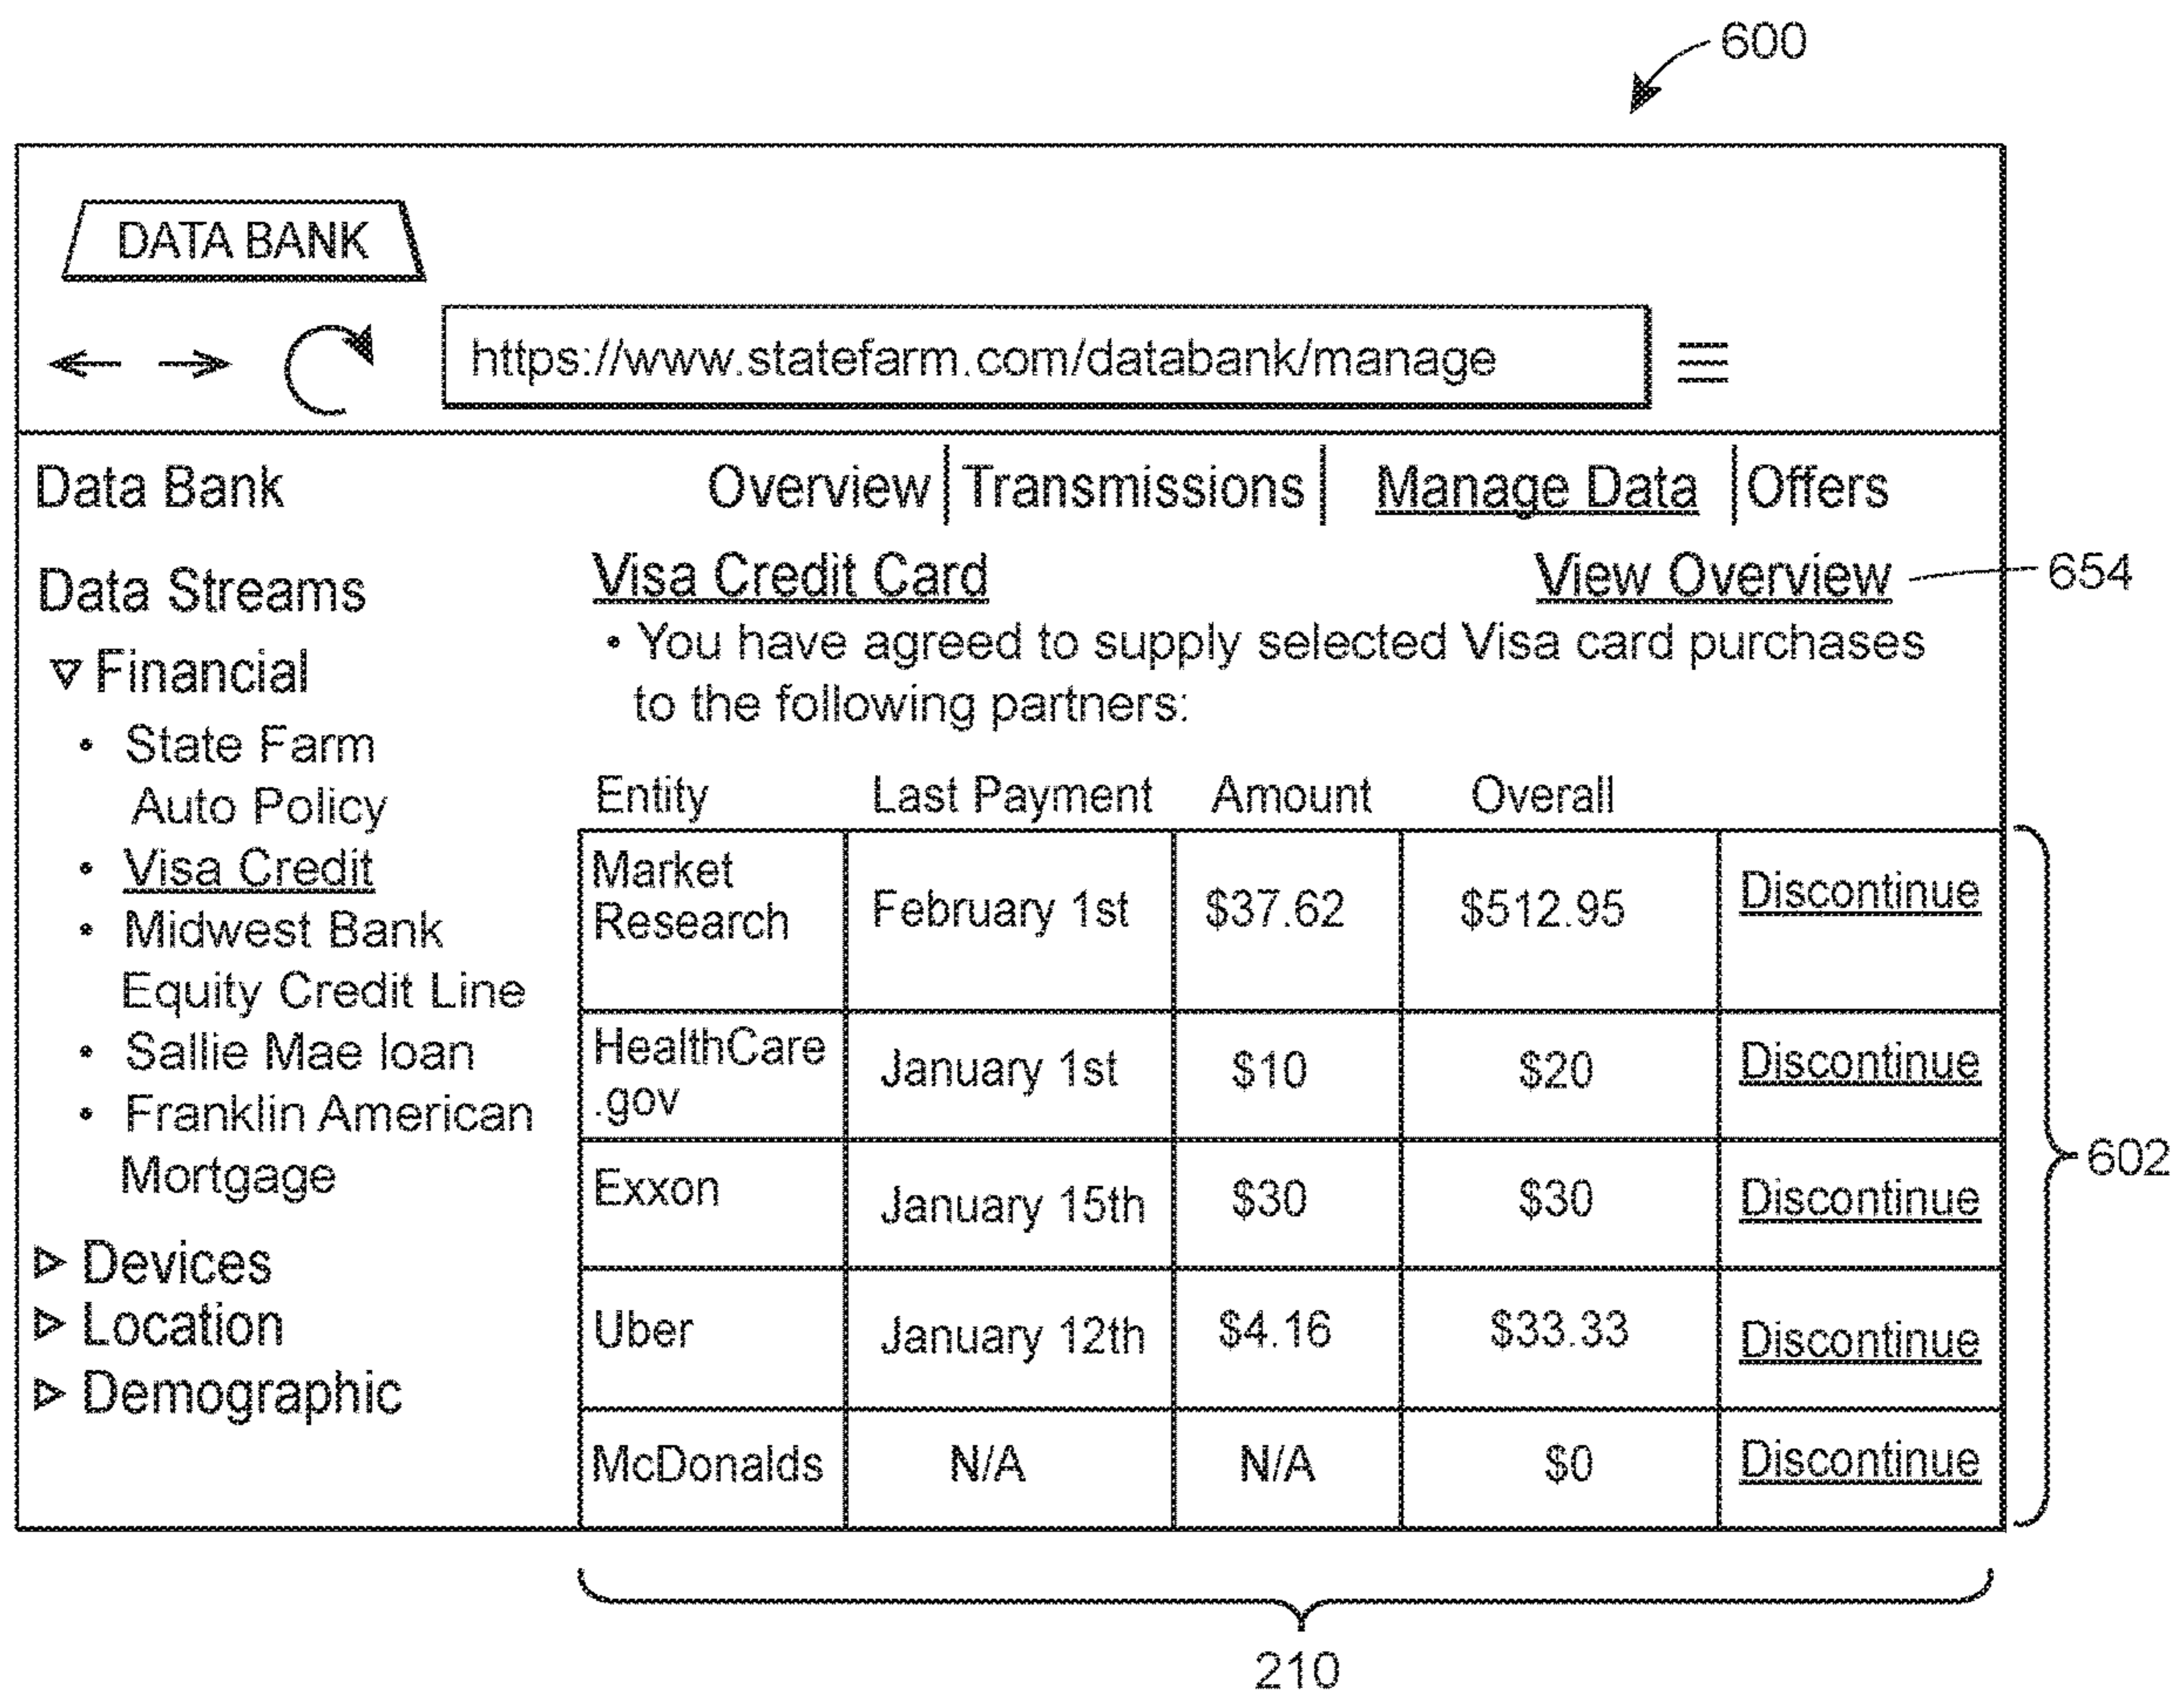 600
DATA BANK
https://www.statefarm.com/databank/manage
Data Bank
Overview | Transmissions | Manage Data | Offers
Data Streams
Financial
• State Farm
Auto Policy
• Visa Credit
• Midwest Bank
Equity Credit Line
• Sallie Mae loan
• Franklin American
Mortgage
Devices
Location
Demographic
Visa Credit Card
View Overview
654
• You have agreed to supply selected Visa card purchases
to the following partners:
Entity Last Payment Amount Overall
Market
Research
February 1st $37.62 $512.95 Discontinue
HealthCare
.gov
January 1st $10 $20 Discontinue
Exxon January 15th $30 $30 Discontinue
Uber January 12th $4.16 $33.33 Discontinue
McDonalds N/A N/A $0 Discontinue
602
210